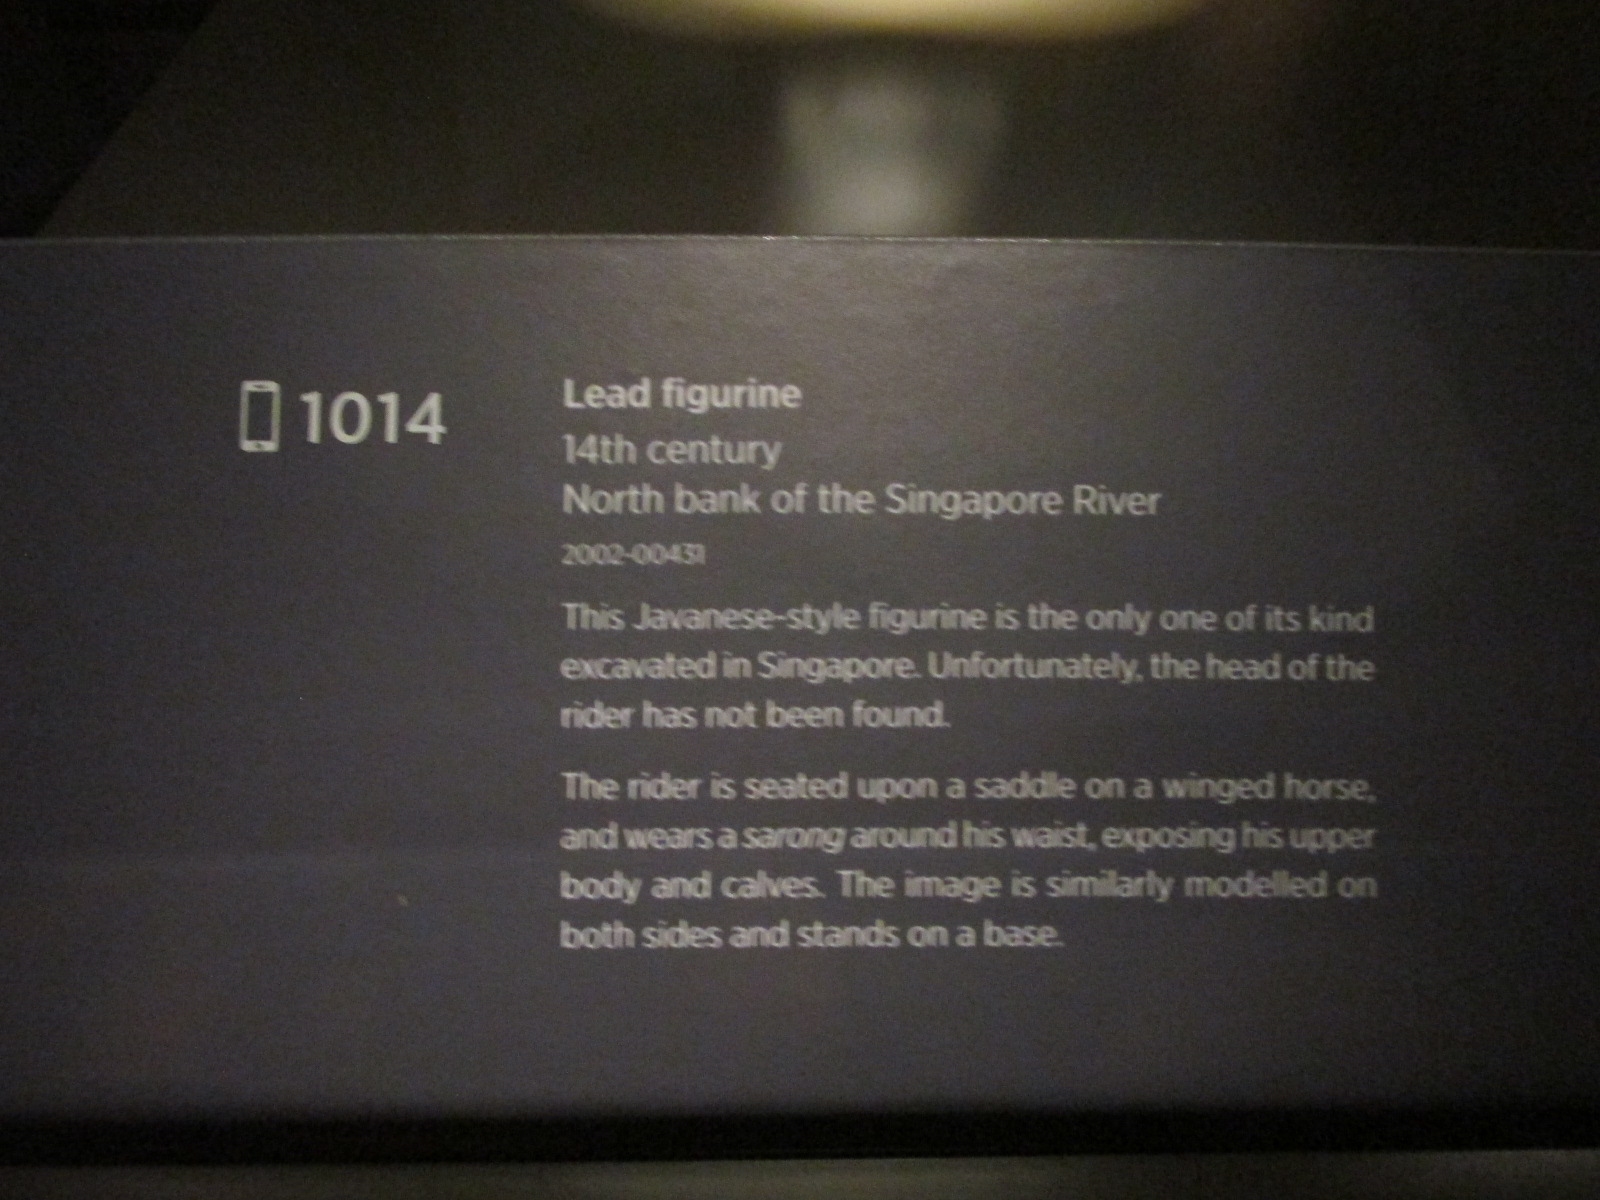 1014
Lead figurine
14th century
North bank of the Singapore River
2002-00431
This Javanese-style figurine is the only one of its kind
excavated in Singapore. Unfortunately, the head of the
rider has not been found.
The rider is seated upon a saddle on a winged horse,
and wears a sarong around his waist, exposing his upper
body and calves. The image is similarly modelled on
both sides and stands on a base.